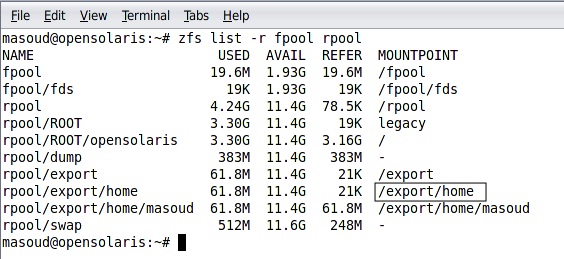 File Edit View Terminal Tabs Help
masoud@opensolaris:~# zfs list -r fpool rpool
NAME USED AVAIL REFER MOUNTPOINT
fpool 19.6M 1.93G 19.6M /fpool
fpool/fds 19K 1.93G 19K /fpool/fds
rpool 4.24G 11.4G 78.5K /rpool
rpool/ROOT 3.30G 11.4G 19K legacy
rpool/ROOT/opensolaris 3.30G 11.4G 3.16G /
rpool/dump 383M 11.4G 383M -
rpool/export 61.8M 11.4G 21K /export
rpool/export/home 61.8M 11.4G 21K /export/home
rpool/export/home/masoud 61.8M 11.4G 61.8M /export/home/masoud
rpool/swap 512M 11.6G 248M -
masoud@opensolaris:~#